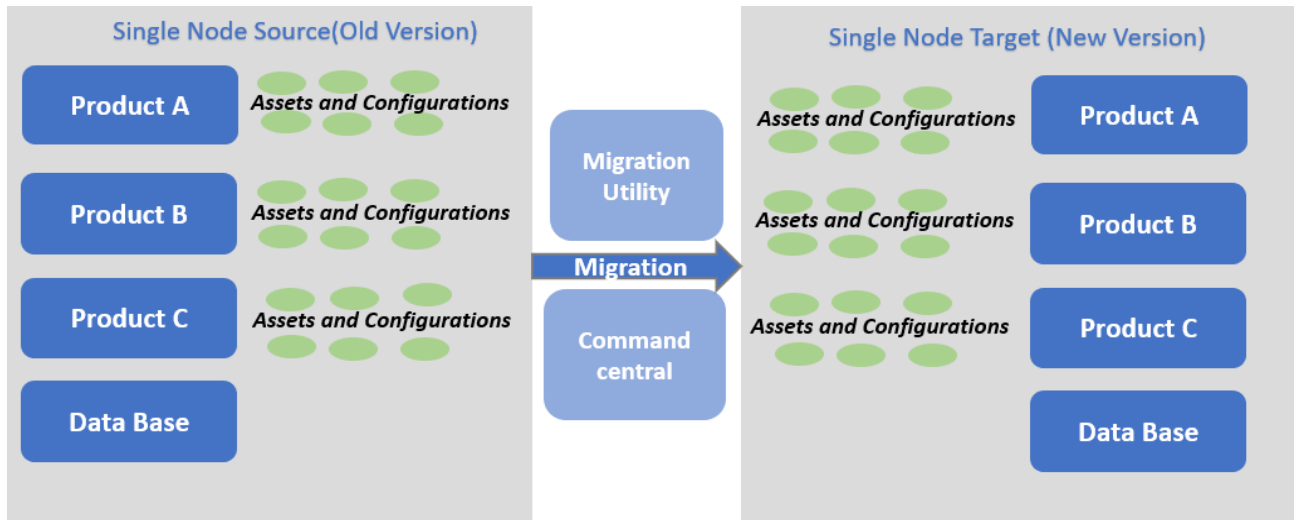 Single Node Source(Old Version)
Product A
Assets and Configurations
Product B
Assets and Configurations
Product C
Assets and Configurations
Data Base
Migration
Utility
Migration
Command
central
Single Node Target (New Version)
Assets and Configurations
Product A
Assets and Configurations
Product B
Assets and Configurations
Product C
Data Base